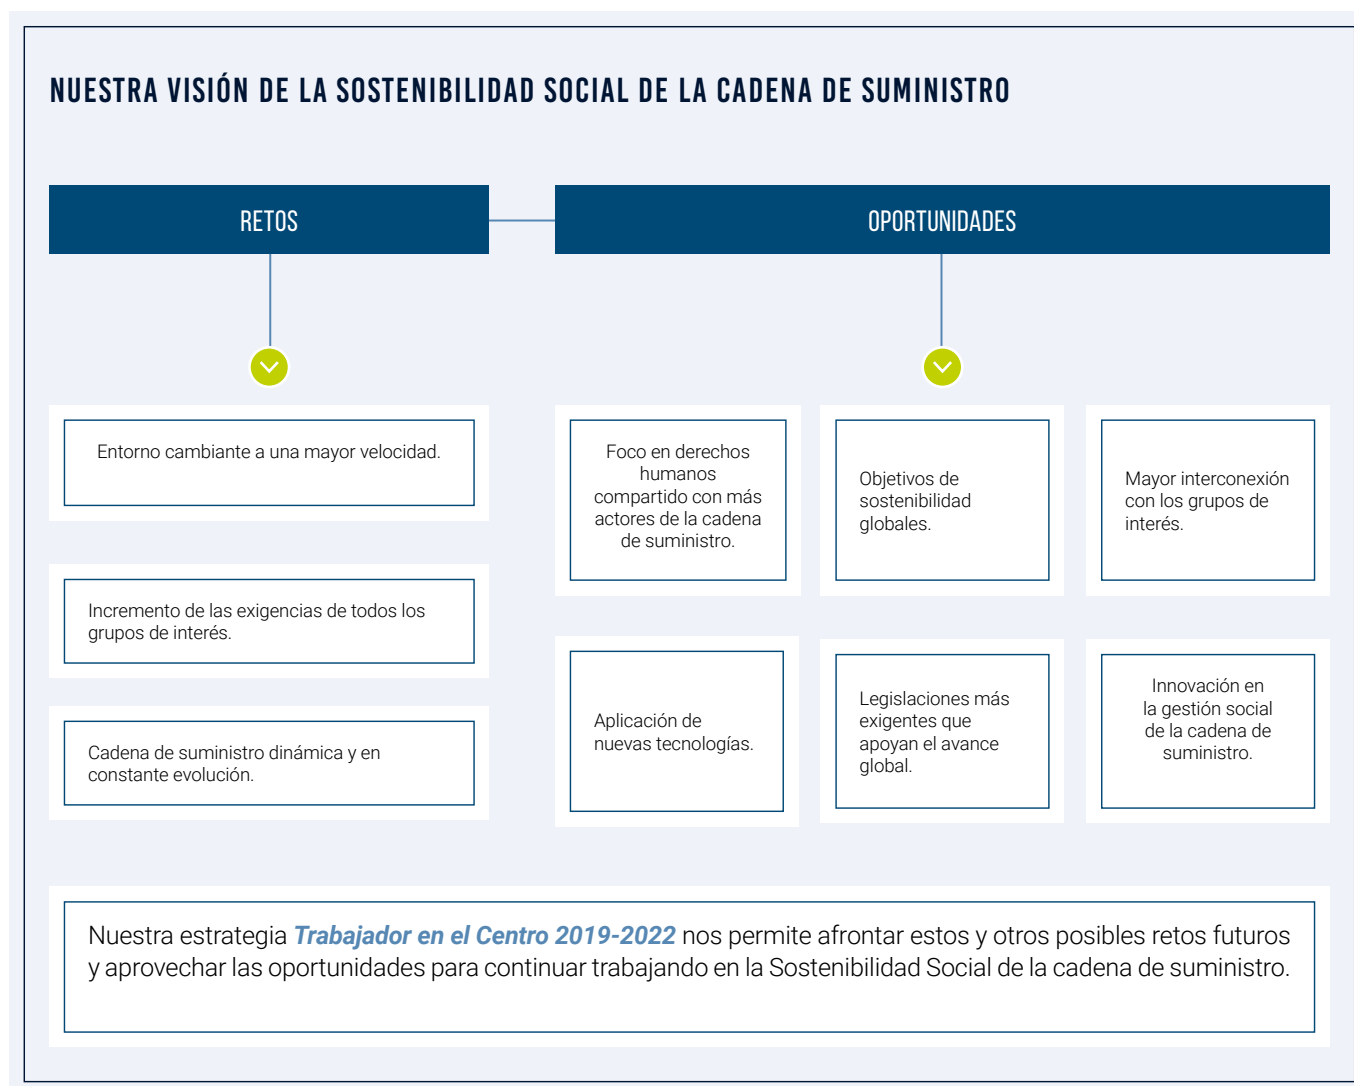 NUESTRA VISIÓN DE LA SOSTENIBILIDAD SOCIAL DE LA CADENA DE SUMINISTRO
RETOS
Entorno cambiante a una mayor velocidad.
Incremento de las exigencias de todos los
grupos de interés.
Cadena de suministro dinámica y en
constante evolución.
OPORTUNIDADES
Foco en derechos
humanos
compartido con más
actores de la cadena
de suministro.
Objetivos de
sostenibilidad
globales.
Mayor interconexión
con los grupos de
interés.
Aplicación de
nuevas tecnologías.
Legislaciones más
exigentes que
apoyan el avance
global.
Innovación en
la gestión social
de la cadena de
suministro.
Nuestra estrategia Trabajador en el Centro 2019-2022 nos permite afrontar estos y otros posibles retos futuros
y aprovechar las oportunidades para continuar trabajando en la Sostenibilidad Social de la cadena de suministro.